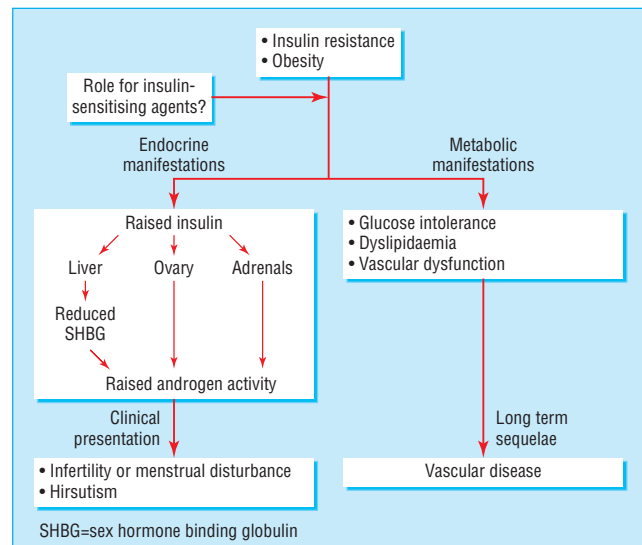 • Insulin resistance
• Obesity
Role for insulin-
sensitising agents?
Endocrine
manifestations
Metabolic
manifestations
Raised insulin
Liver
Ovary
Adrenals
Reduced
SHBG
Raised androgen activity
• Glucose intolerance
• Dyslipidaemia
• Vascular dysfunction
Clinical
presentation
Long term
sequelae
• Infertility or menstrual disturbance
• Hirsutism
Vascular disease
SHBG=sex hormone binding globulin